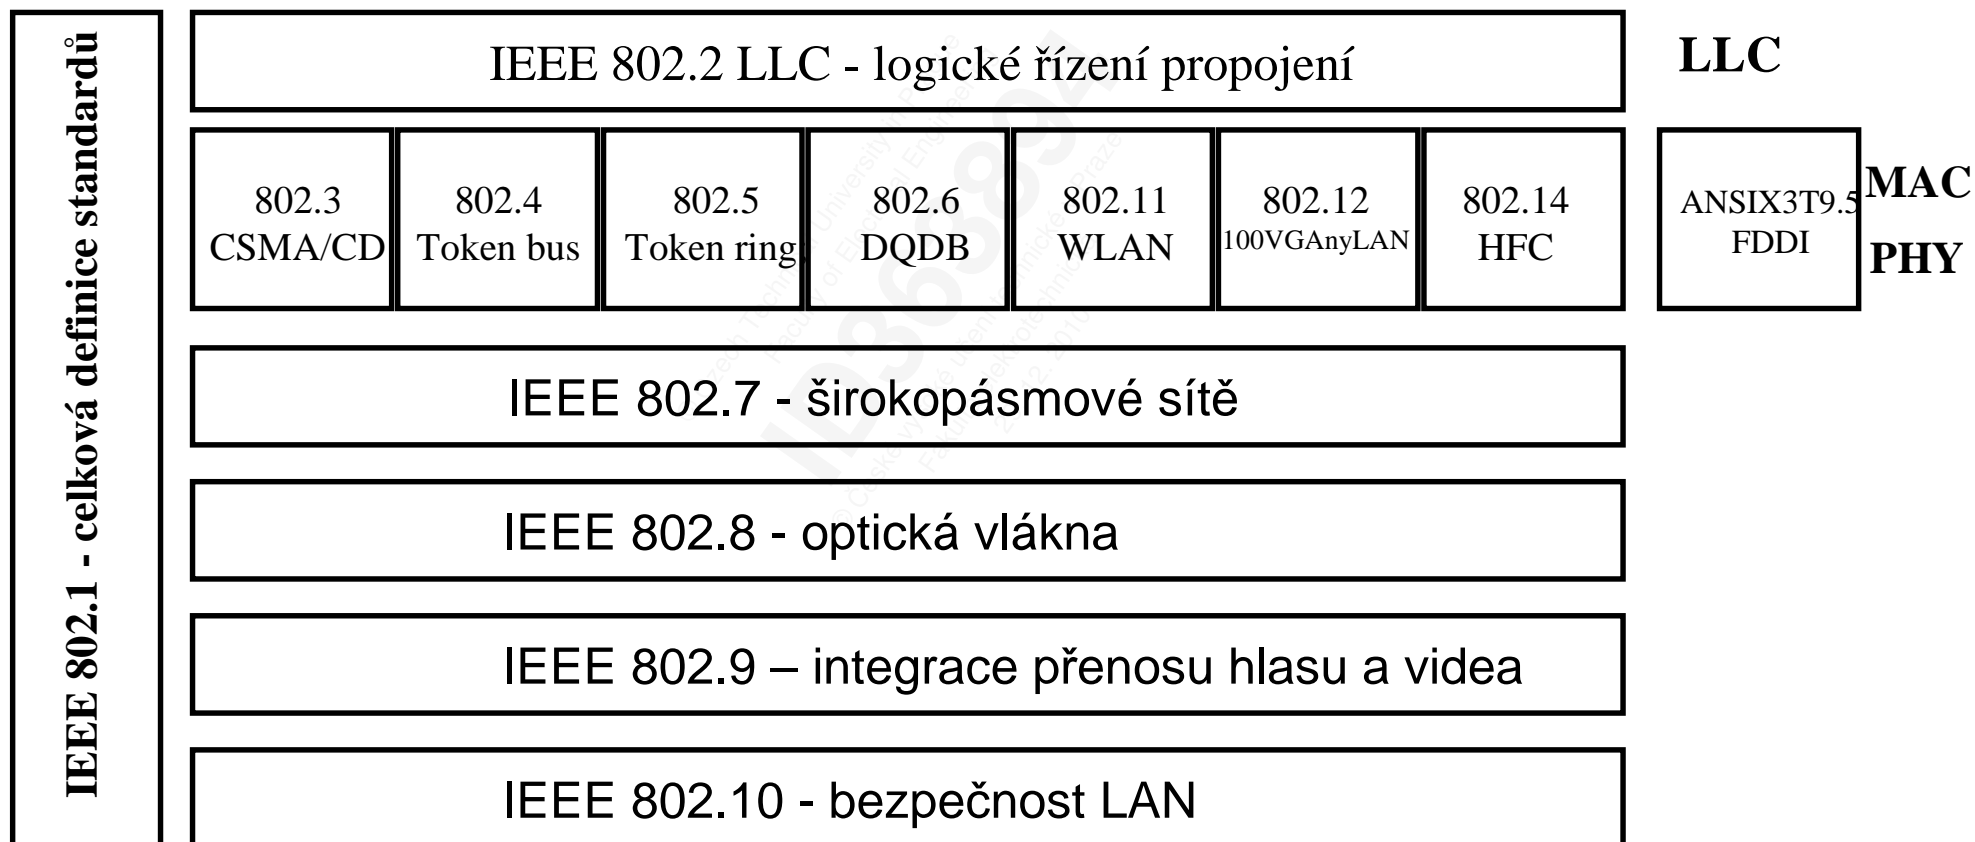 IEEE 802.1 - celková definice standardů
IEEE 802.2 LLC - logické řízení propojení
LLC
802.3
CSMA/CD
802.4
Token bus
802.5
Token ring
802.6
DQDB
802.11
WLAN
802.12
100VGAnyLAN
802.14
HFC
ANSIX3T9.5
FDDI
MAC
PHY
IEEE 802.7 - širokopásmové sítě
IEEE 802.8 - optická vlákna
IEEE 802.9 – integrace přenosu hlasu a videa
IEEE 802.10 - bezpečnost LAN
ID363894